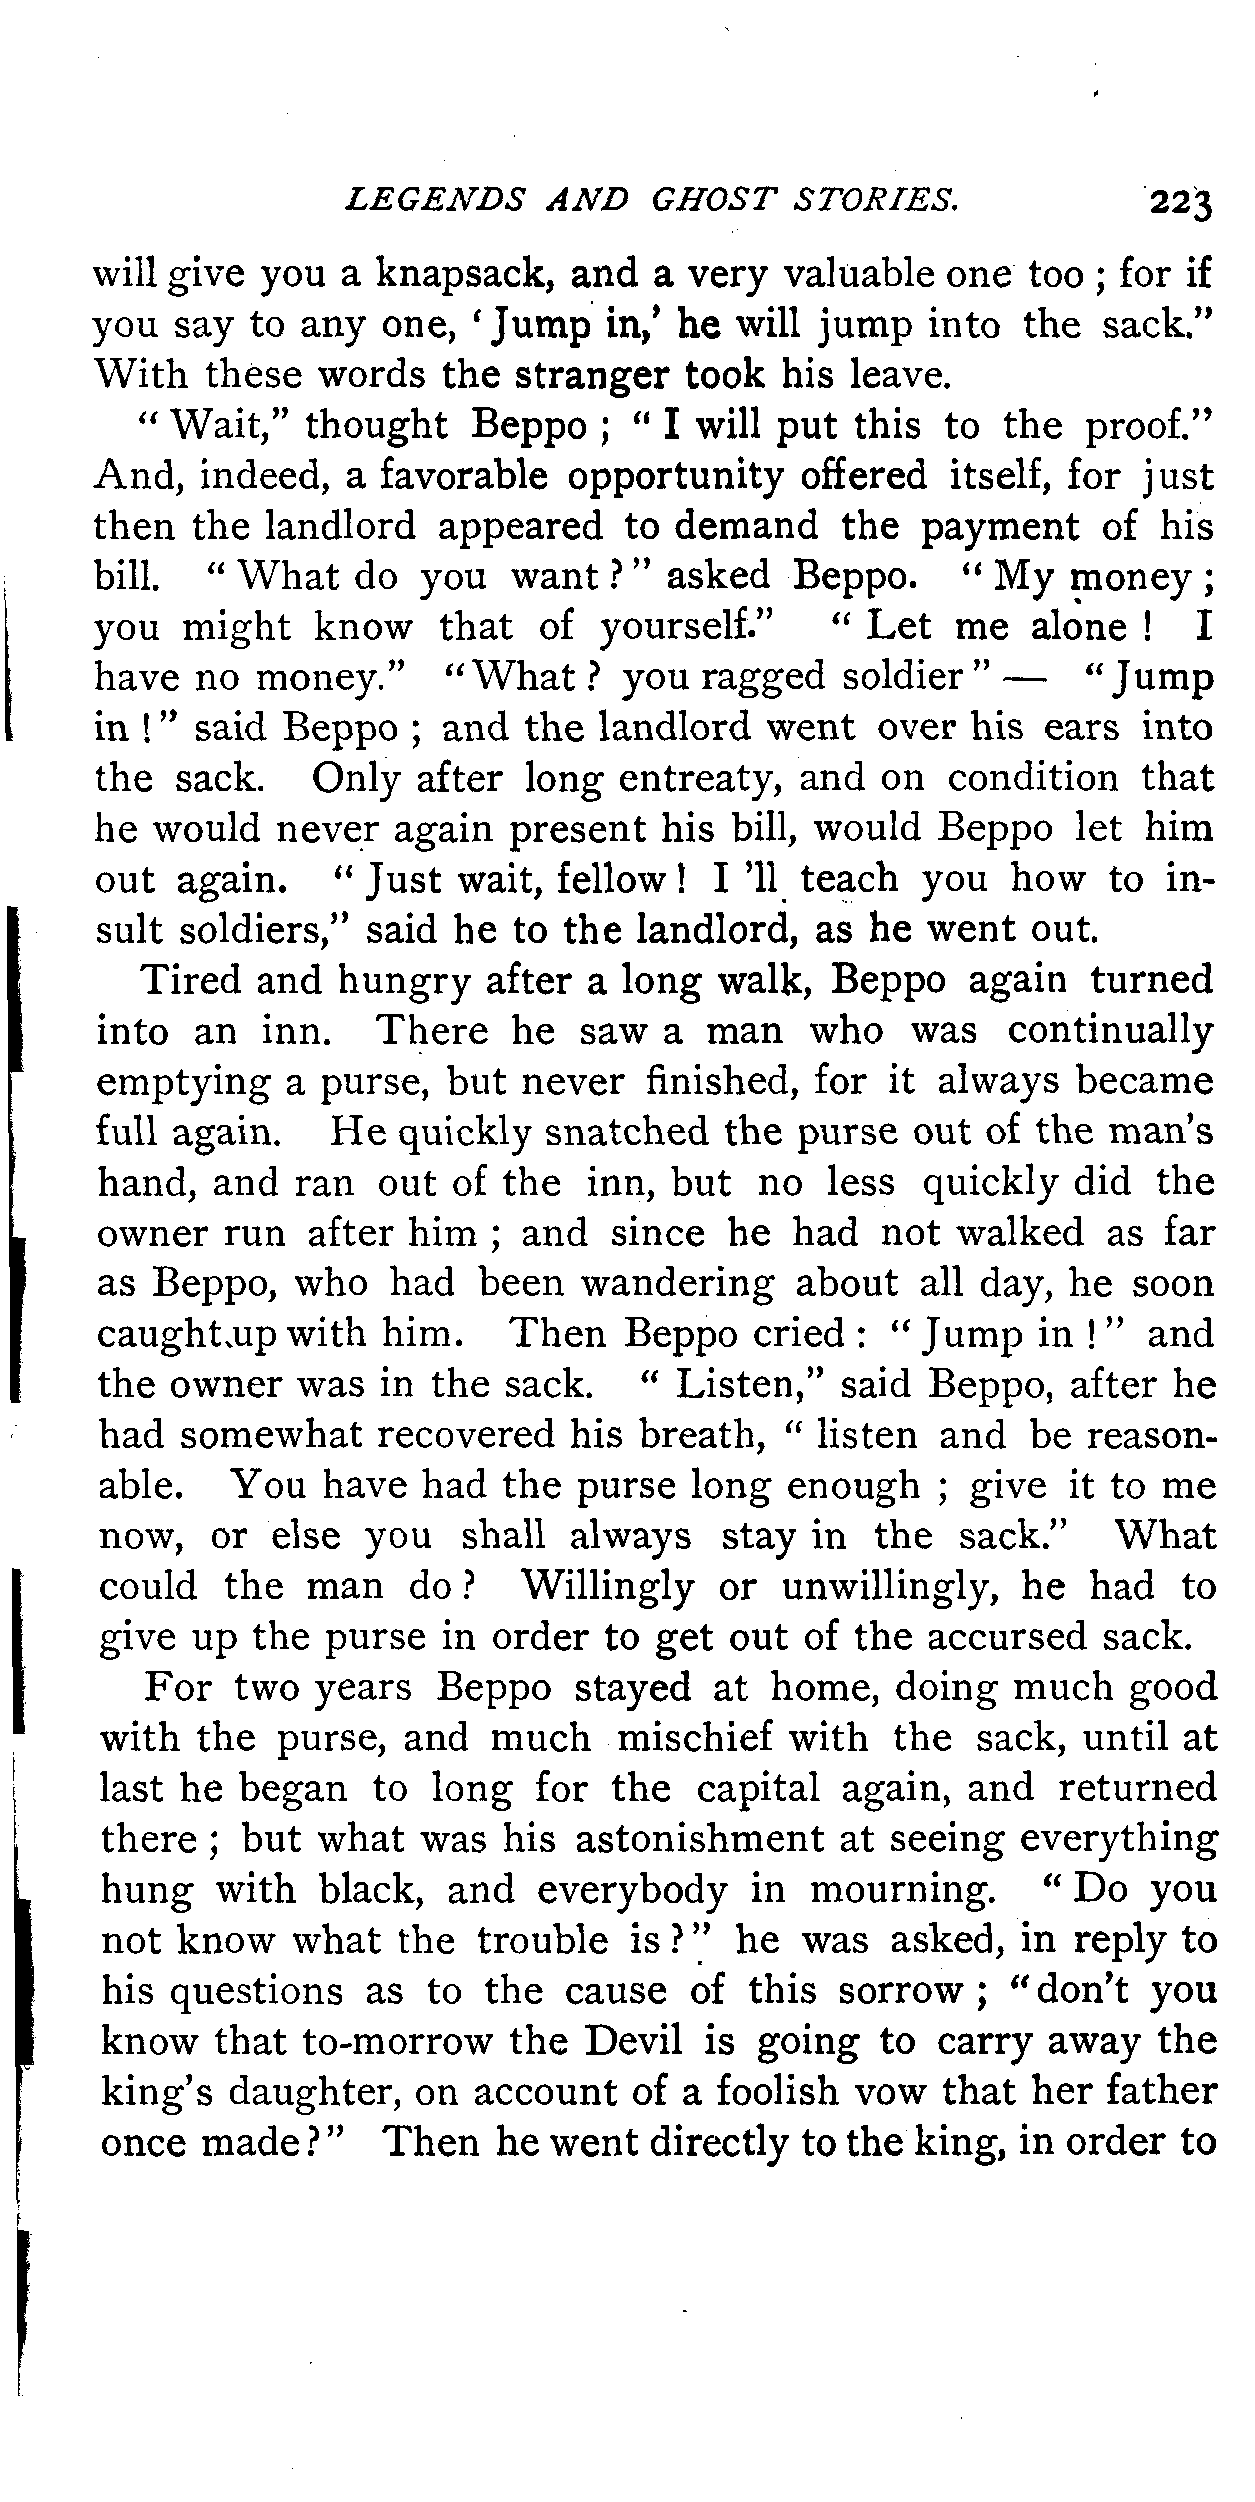 LEGENDS AND GHOST STORIES. 223
will give you a knapsack, and a very valuable one too ; for if
you say to any one, ‘Jump in,’ he will jump into the sack.”
With these words the stranger took his leave.
“ Wait,” thought Beppo ; “ I will put this to the proof.”
And, indeed, a favorable opportunity offered itself, for just
then the landlord appeared to demand the payment of his
bill. “ What do you want ? ” asked Beppo. “ My money ;
you might know that of yourself.” “ Let me alone ! I
have no money.” “ What ? you ragged soldier ” — “ Jump
in ! ” said Beppo ; and the landlord went over his ears into
the sack. Only after long entreaty, and on condition that
he would never again present his bill, would Beppo let him
out again. “ Just wait, fellow ! I ’ll teach you how to in-
sult soldiers,” said he to the landlord, as he went out.
Tired and hungry after a long walk, Beppo again turned
into an inn. There he saw a man who was continually
emptying a purse, but never finished, for it always became
full again. He quickly snatched the purse out of the man’s
hand, and ran out of the inn, but no less quickly did the
owner run after him ; and since he had not walked as far
as Beppo, who had been wandering about all day, he soon
caught up with him. Then Beppo cried : “ Jump in ! ” and
the owner was in the sack. “ Listen,” said Beppo, after he
had somewhat recovered his breath, “ listen and be reason-
able. You have had the purse long enough ; give it to me
now, or else you shall always stay in the sack.” What
could the man do ? Willingly or unwillingly, he had to
give up the purse in order to get out of the accursed sack.
For two years Beppo stayed at home, doing much good
with the purse, and much mischief with the sack, until at
last he began to long for the capital again, and returned
there ; but what was his astonishment at seeing everything
hung with black, and everybody in mourning. “ Do you
not know what the trouble is ? ” he was asked, in reply to
his questions as to the cause of this sorrow ; “ don’t you
know that to-morrow the Devil is going to carry away the
king’s daughter, on account of a foolish vow that her father
once made ? ” Then he went directly to the king, in order to